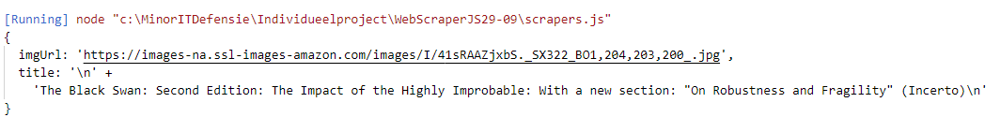 [Running] node "c:\MinorITDefensie\Individueelproject\WebScraperJS29-09\scrapers.js"
{
  imgUrl: 'https://images-na.ssl-images-amazon.com/images/I/41sRAAZjxbS._SX322_BO1,204,203,200_.jpg',
  title: '\n' +
    'The Black Swan: Second Edition: The Impact of the Highly Improbable: With a new section: "On Robustness and Fragility" (Incerto)\n'
}